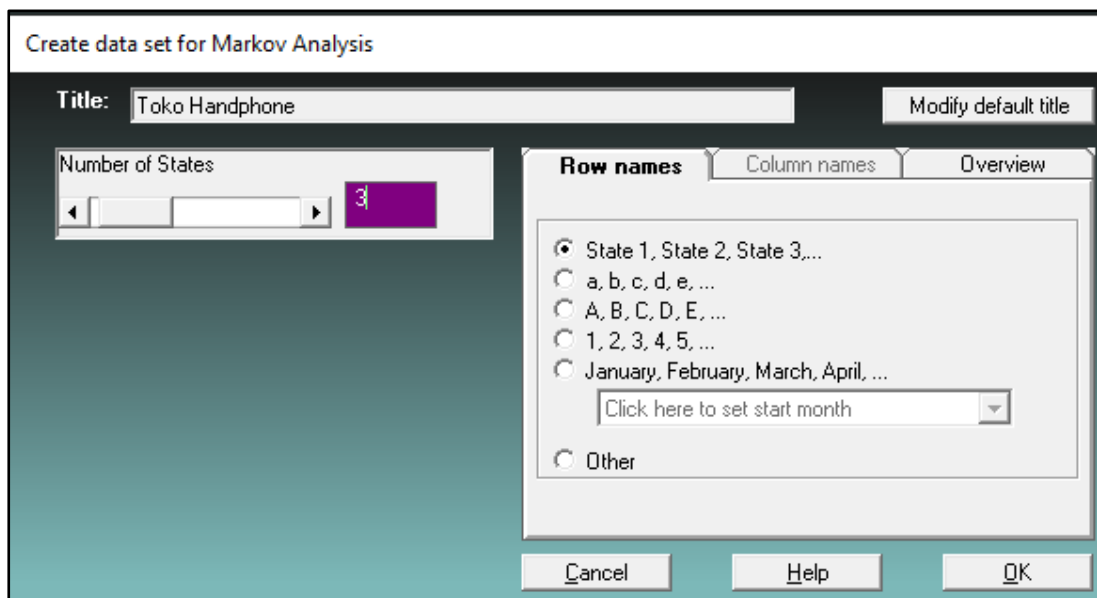 Create data set for Markov Analysis
Title: Toko Handphone
Modify default title
Number of States
3
Row names
Column names
Overview
State 1, State 2, State 3,...
a, b, c, d, e, ...
A, B, C, D, E, ...
1, 2, 3, 4, 5, ...
January, February, March, April, ...
Click here to set start month
Other
Cancel
Help
OK